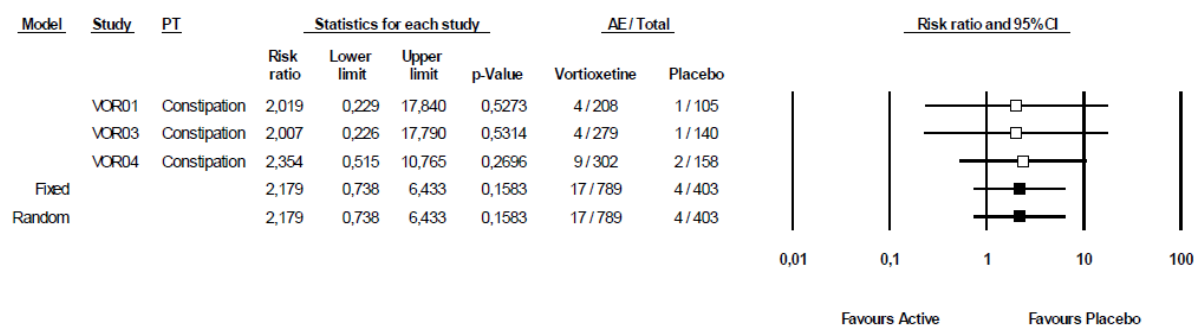 Model Study PT Statistics for each study AE / Total Risk ratio and 95% CI
Risk ratio Lower limit Upper limit p-Value Vortioxetine Placebo
VOR01 Constipation 2,019 0,229 17,840 0,5273 4 / 208 1 / 105
VOR03 Constipation 2,007 0,226 17,790 0,5314 4 / 279 1 / 140
VOR04 Constipation 2,354 0,515 10,765 0,2696 9 / 302 2 / 158
Fixed 2,179 0,738 6,433 0,1583 17 / 789 4 / 403
Random 2,179 0,738 6,433 0,1583 17 / 789 4 / 403
0,01 0,1 1 10 100
Favours Active Favours Placebo